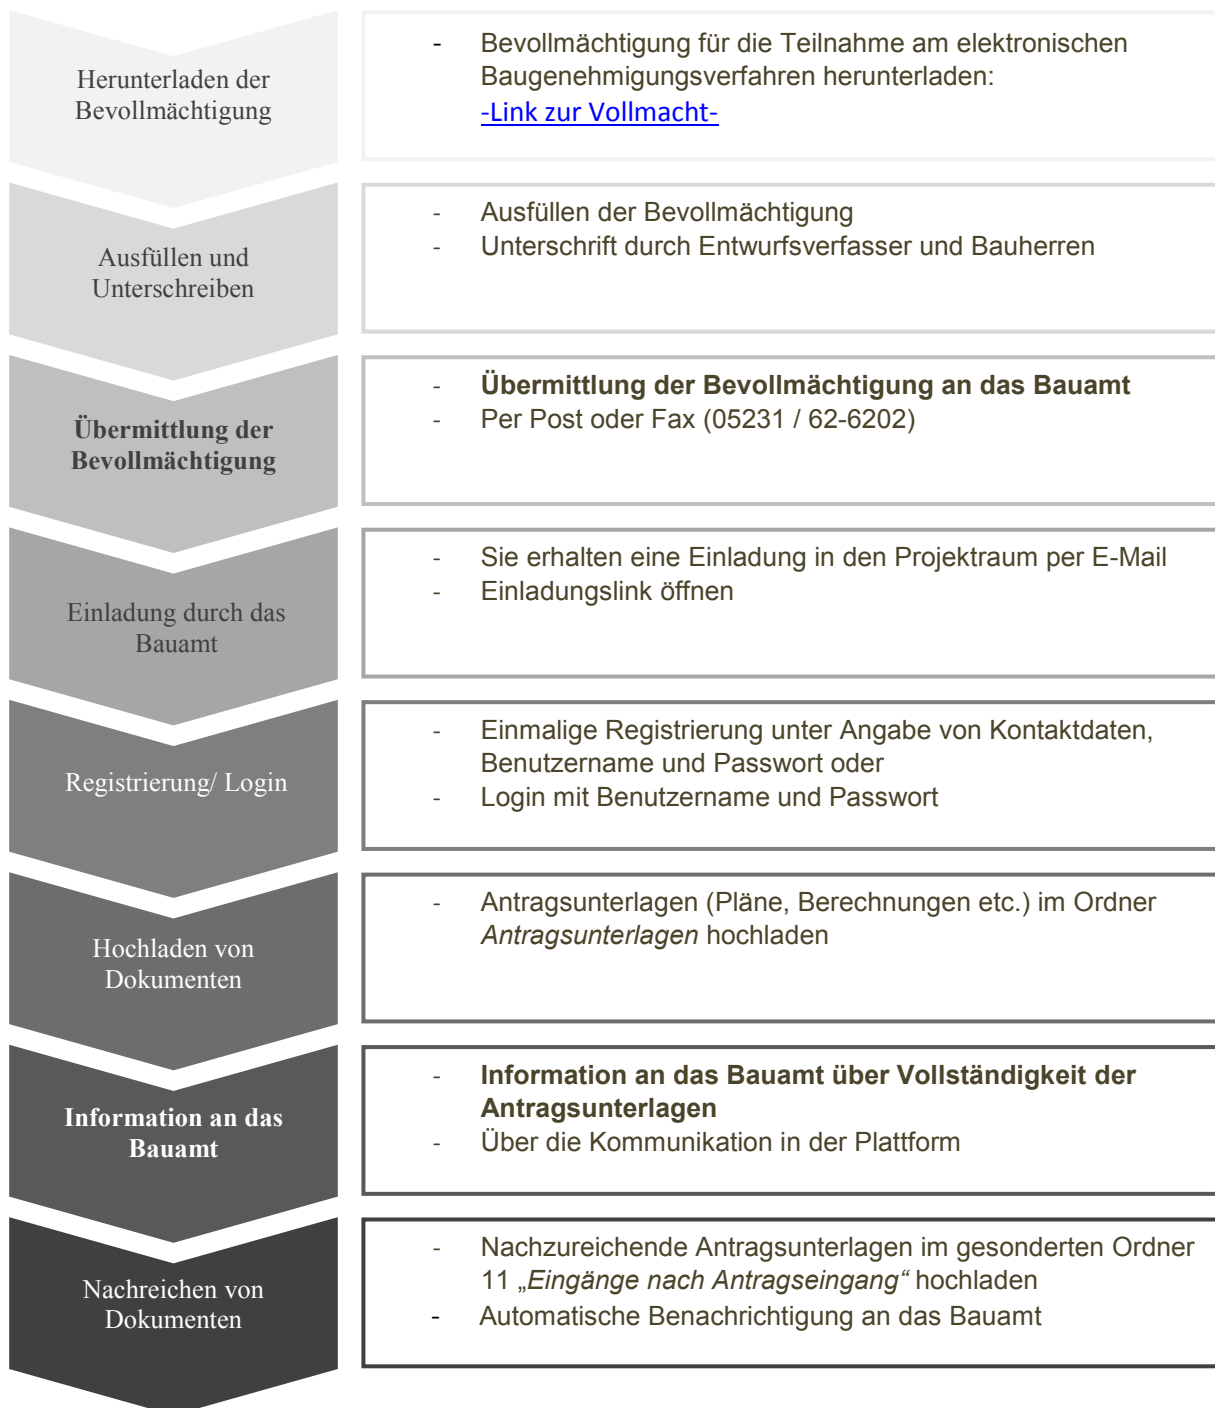 Herunterladen der
Bevollmächtigung
- Bevollmächtigung für die Teilnahme am elektronischen
Baugenehmigungsverfahren herunterladen:
-Link zur Vollmacht-
Ausfüllen und
Unterschreiben
- Ausfüllen der Bevollmächtigung
- Unterschrift durch Entwurfsverfasser und Bauherren
Übermittlung der
Bevollmächtigung
- Übermittlung der Bevollmächtigung an das Bauamt
- Per Post oder Fax (05231 / 62-6202)
Einladung durch das
Bauamt
- Sie erhalten eine Einladung in den Projektraum per E-Mail
- Einladungslink öffnen
Registrierung/ Login
- Einmalige Registrierung unter Angabe von Kontaktdaten,
Benutzername und Passwort oder
- Login mit Benutzername und Passwort
Hochladen von
Dokumenten
- Antragsunterlagen (Pläne, Berechnungen etc.) im Ordner
Antragsunterlagen hochladen
Information an das
Bauamt
- Information an das Bauamt über Vollständigkeit der
Antragsunterlagen
- Über die Kommunikation in der Plattform
Nachreichen von
Dokumenten
- Nachzureichende Antragsunterlagen im gesonderten Ordner
11 „Eingänge nach Antragseingang“ hochladen
- Automatische Benachrichtigung an das Bauamt